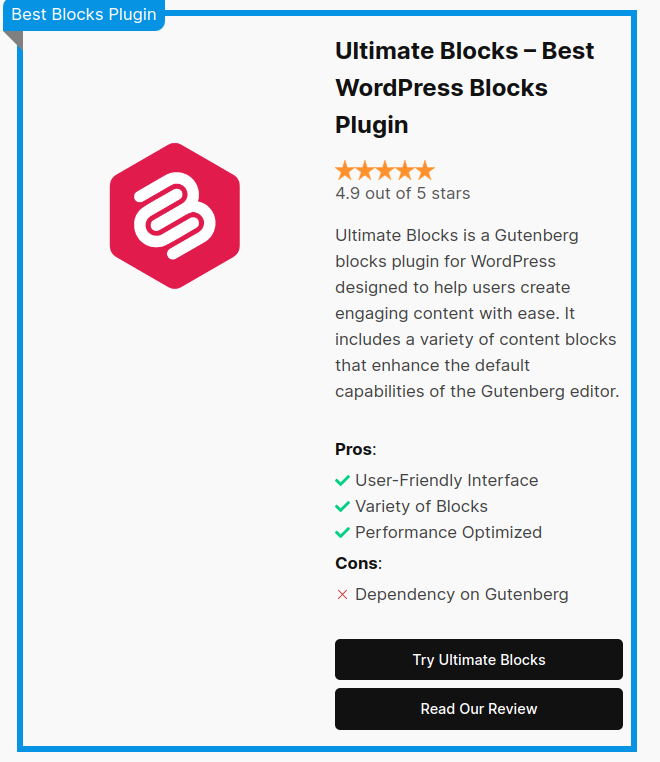 Best Blocks Plugin
Ultimate Blocks – Best
WordPress Blocks
Plugin
4.9 out of 5 stars
Ultimate Blocks is a Gutenberg
blocks plugin for WordPress
designed to help users create
engaging content with ease. It
includes a variety of content blocks
that enhance the default
capabilities of the Gutenberg editor.
Pros:
User-Friendly Interface
Variety of Blocks
Performance Optimized
Cons:
Dependency on Gutenberg
Try Ultimate Blocks
Read Our Review